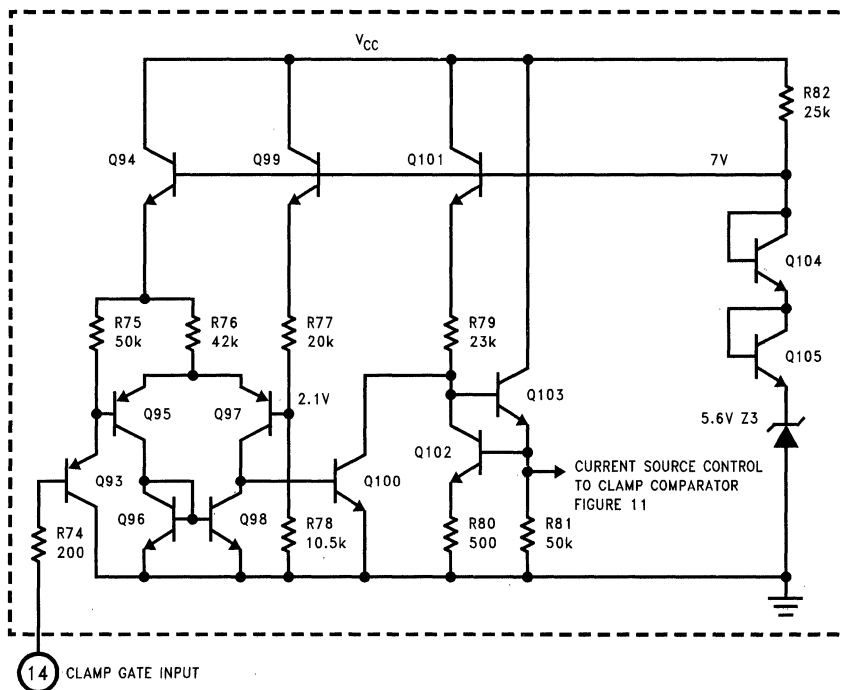 VCC
R82
25k
Q94
Q99
Q101
7V
Q104
R75
50k
R76
42k
R77
20k
R79
23k
Q105
Q95
Q97
2.1V
Q103
5.6V Z3
Q93
Q102
Q100
CURRENT SOURCE CONTROL
TO CLAMP COMPARATOR
FIGURE 11
Q96
Q98
R74
200
R78
10.5k
R80
500
R81
50k
14 CLAMP GATE INPUT